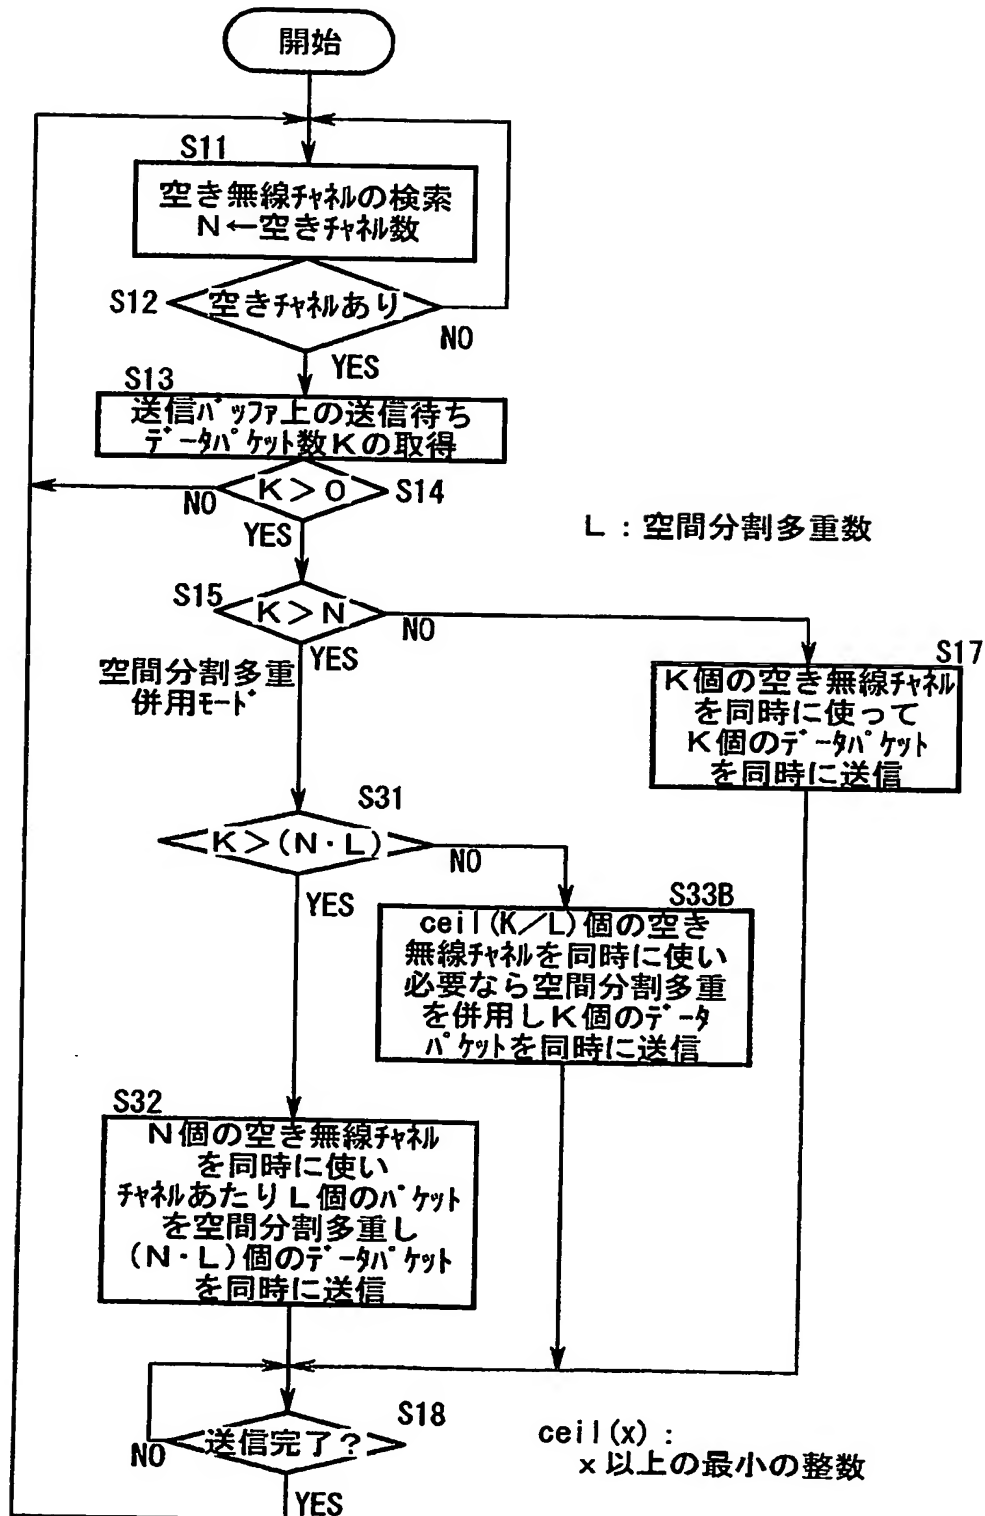 開始
S11
空き無線ﾁｬﾈﾙの検索
N←空きﾁｬﾈﾙ数
S12
空きﾁｬﾈﾙあり
NO
YES
S13
送信ﾊﾞｯﾌｧ上の送信待ち
ﾃﾞｰﾀﾊﾟｹｯﾄ数Kの取得
K>0
S14
NO
YES
L:空間分割多重数
S15
K>N
NO
YES
空間分割多重
併用ﾓｰﾄﾞ
S17
K個の空き無線ﾁｬﾈﾙ
を同時に使って
K個のﾃﾞｰﾀﾊﾟｹｯﾄ
を同時に送信
S31
K>(N・L)
NO
YES
S33B
ceil(K/L)個の空き
無線ﾁｬﾈﾙを同時に使い
必要なら空間分割多重
を併用しK個のﾃﾞｰﾀ
ﾊﾟｹｯﾄを同時に送信
S32
N個の空き無線ﾁｬﾈﾙ
を同時に使い
ﾁｬﾈﾙあたりL個のﾊﾟｹｯﾄ
を空間分割多重し
(N・L)個のﾃﾞｰﾀﾊﾟｹｯﾄ
を同時に送信
S18
送信完了?
NO
YES
ceil(x):
x以上の最小の整数